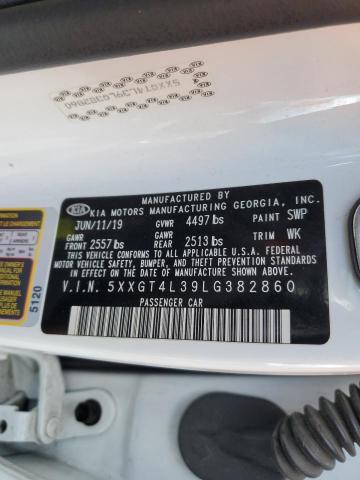 5XXGT4L39LG382860
MANUFACTURED BY
KIA KIA MOTORS MANUFACTURING GEORGIA, INC.
JUN/11/19 GVWR 4497 lbs PAINT SWP
GAWR FRONT 2557 lbs GAWR REAR 2513 lbs TRIM WK
THIS VEHICLE CONFORMS TO ALL APPLICABLE U.S.A. FEDERAL
MOTOR VEHICLE SAFETY, BUMPER, AND THEFT PREVENTION
STANDARDS IN EFFECT ON THE DATE OF MANUFACTURE SHOWN ABOVE.
V.I.N. 5XXGT4L39LG382860
PASSENGER CAR
5120